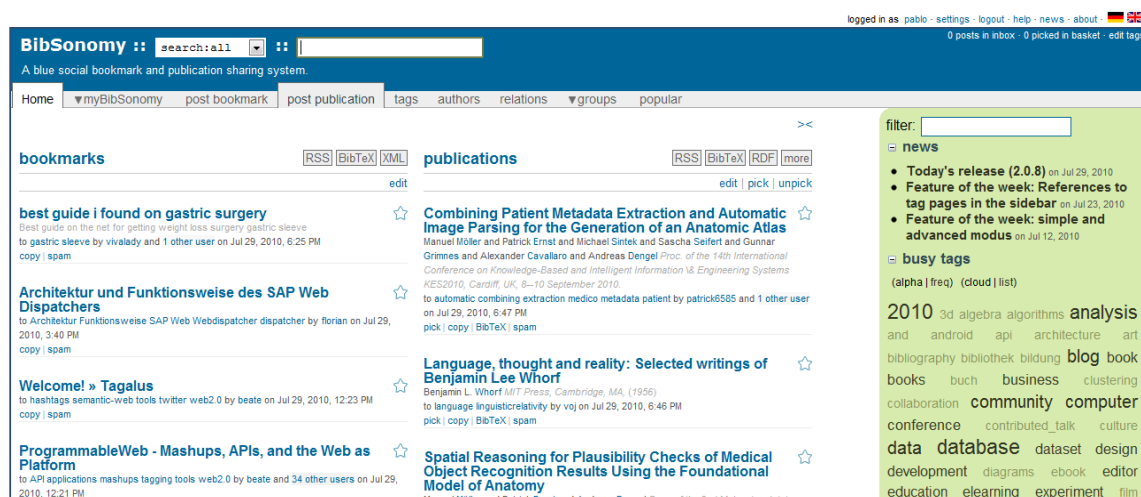 logged in as pablo · settings · logout · help · news · about ·
BibSonomy :: search:all ::
0 posts in inbox · 0 picked in basket · edit tags
A blue social bookmark and publication sharing system.
Home ▼myBibSonomy post bookmark post publication tags authors relations ▼groups popular
><
bookmarks RSS BibTeX XML
edit
best guide i found on gastric surgery
Best guide on the net for getting weight loss surgery gastric sleeve
to gastric sleeve by vivalady and 1 other user on Jul 29, 2010, 6:25 PM
copy | spam
Architektur und Funktionsweise des SAP Web
Dispatchers
to Architektur Funktionsweise SAP Web Webdispatcher dispatcher by florian on Jul 29,
2010, 3:40 PM
copy | spam
Welcome! » Tagalus
to hashtags semantic-web tools twitter web2.0 by beate on Jul 29, 2010, 12:23 PM
copy | spam
ProgrammableWeb - Mashups, APIs, and the Web as
Platform
to API applications mashups tagging tools web2.0 by beate and 34 other users on Jul 29,
2010, 12:21 PM
publications RSS BibTeX RDF more
edit | pick | unpick
Combining Patient Metadata Extraction and Automatic
Image Parsing for the Generation of an Anatomic Atlas
Manuel Möller and Patrick Ernst and Michael Sintek and Sascha Seifert and Gunnar
Grimnes and Alexander Cavallaro and Andreas Dengel Proc. of the 14th International
Conference on Knowledge-Based and Intelligent Information \& Engineering Systems
KES2010, Cardiff, UK, 8–10 September 2010.
to automatic combining extraction medico metadata patient by patrick6585 and 1 other user
on Jul 29, 2010, 6:47 PM
pick | copy | BibTeX | spam
Language, thought and reality: Selected writings of
Benjamin Lee Whorf
Benjamin L. Whorf MIT Press, Cambridge, MA, (1956)
to language linguisticrelativity by voj on Jul 29, 2010, 6:46 PM
pick | copy | BibTeX | spam
Spatial Reasoning for Plausibility Checks of Medical
Object Recognition Results Using the Foundational
Model of Anatomy
filter:
news
• Today's release (2.0.8) on Jul 29, 2010
• Feature of the week: References to
tag pages in the sidebar on Jul 23, 2010
• Feature of the week: simple and
advanced modus on Jul 12, 2010
busy tags
(alpha | freq) (cloud | list)
2010 3d algebra algorithms analysis
and android api architecture art
bibliography bibliothek bildung blog book
books buch business clustering
collaboration community computer
conference contributed_talk culture
data database dataset design
development diagrams ebook editor
education elearning experiment film